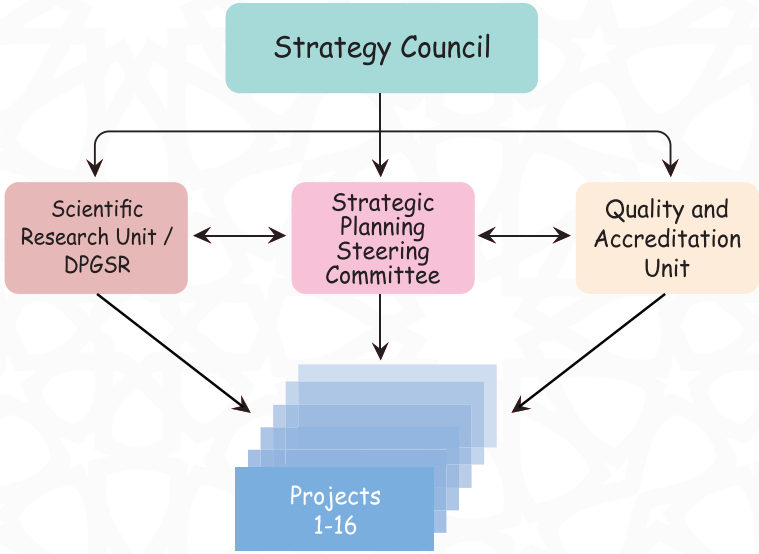 Strategy Council
Scientific
Research Unit /
DPGSR
Strategic
Planning
Steering
Committee
Quality and
Accreditation
Unit
Projects
1-16